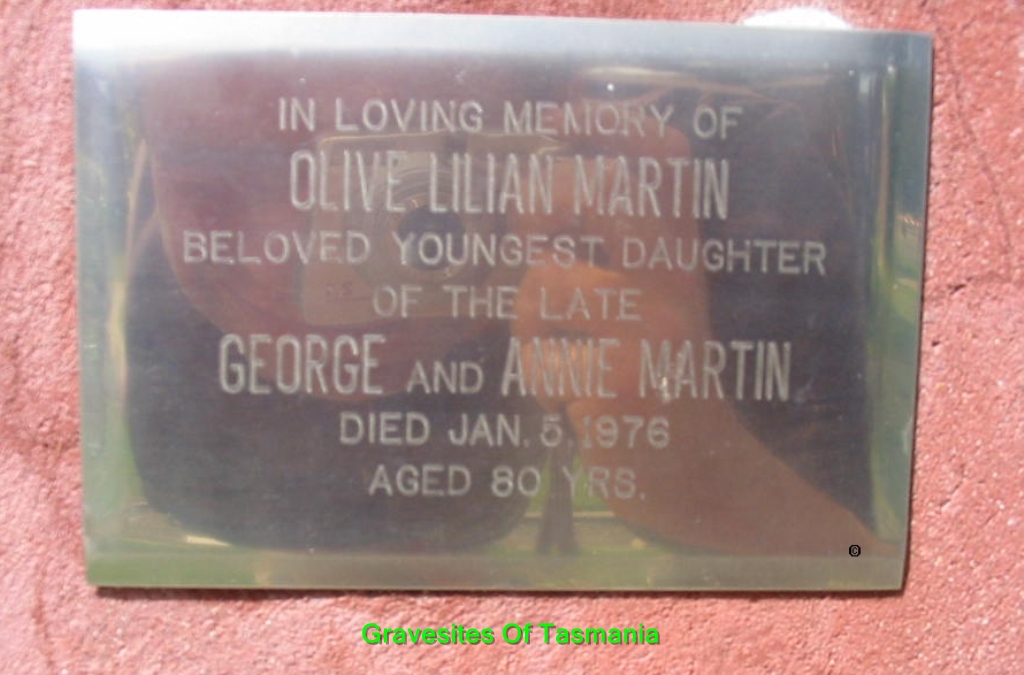 IN LOVING MEMORY OF
OLIVE LILIAN MARTIN
BELOVED YOUNGEST DAUGHTER
OF THE LATE
GEORGE AND ANNIE MARTIN
DIED JAN. 5. 1976
AGED 80 YRS.
©
Gravesites Of Tasmania